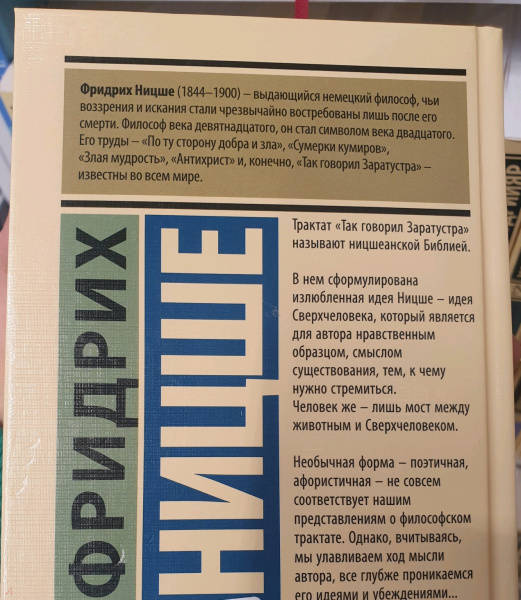 Фридрих Ницше (1844–1900) – выдающийся немецкий философ, чьи
воззрения и искания стали чрезвычайно востребованы лишь после его
смерти. Философ века девятнадцатого, он стал символом века двадцатого.
Его труды – «По ту сторону добра и зла», «Сумерки кумиров»,
«Злая мудрость», «Антихрист» и, конечно, «Так говорил Заратустра» –
известны во всем мире.
ФРИДРИХ
НИЦШЕ
Трактат «Так говорил Заратустра»
называют ницшеанской Библией.
В нем сформулирована
излюбленная идея Ницше – идея
Сверхчеловека, который является
для автора нравственным
образцом, смыслом
существования, тем, к чему
нужно стремиться.
Человек же – лишь мост между
животным и Сверхчеловеком.
Необычная форма – поэтичная,
афористичная – не совсем
соответствует нашим
представлениям о философском
трактате. Однако, вчитываясь,
мы улавливаем ход мысли
автора, все глубже проникаемся
его идеями и убеждениями...